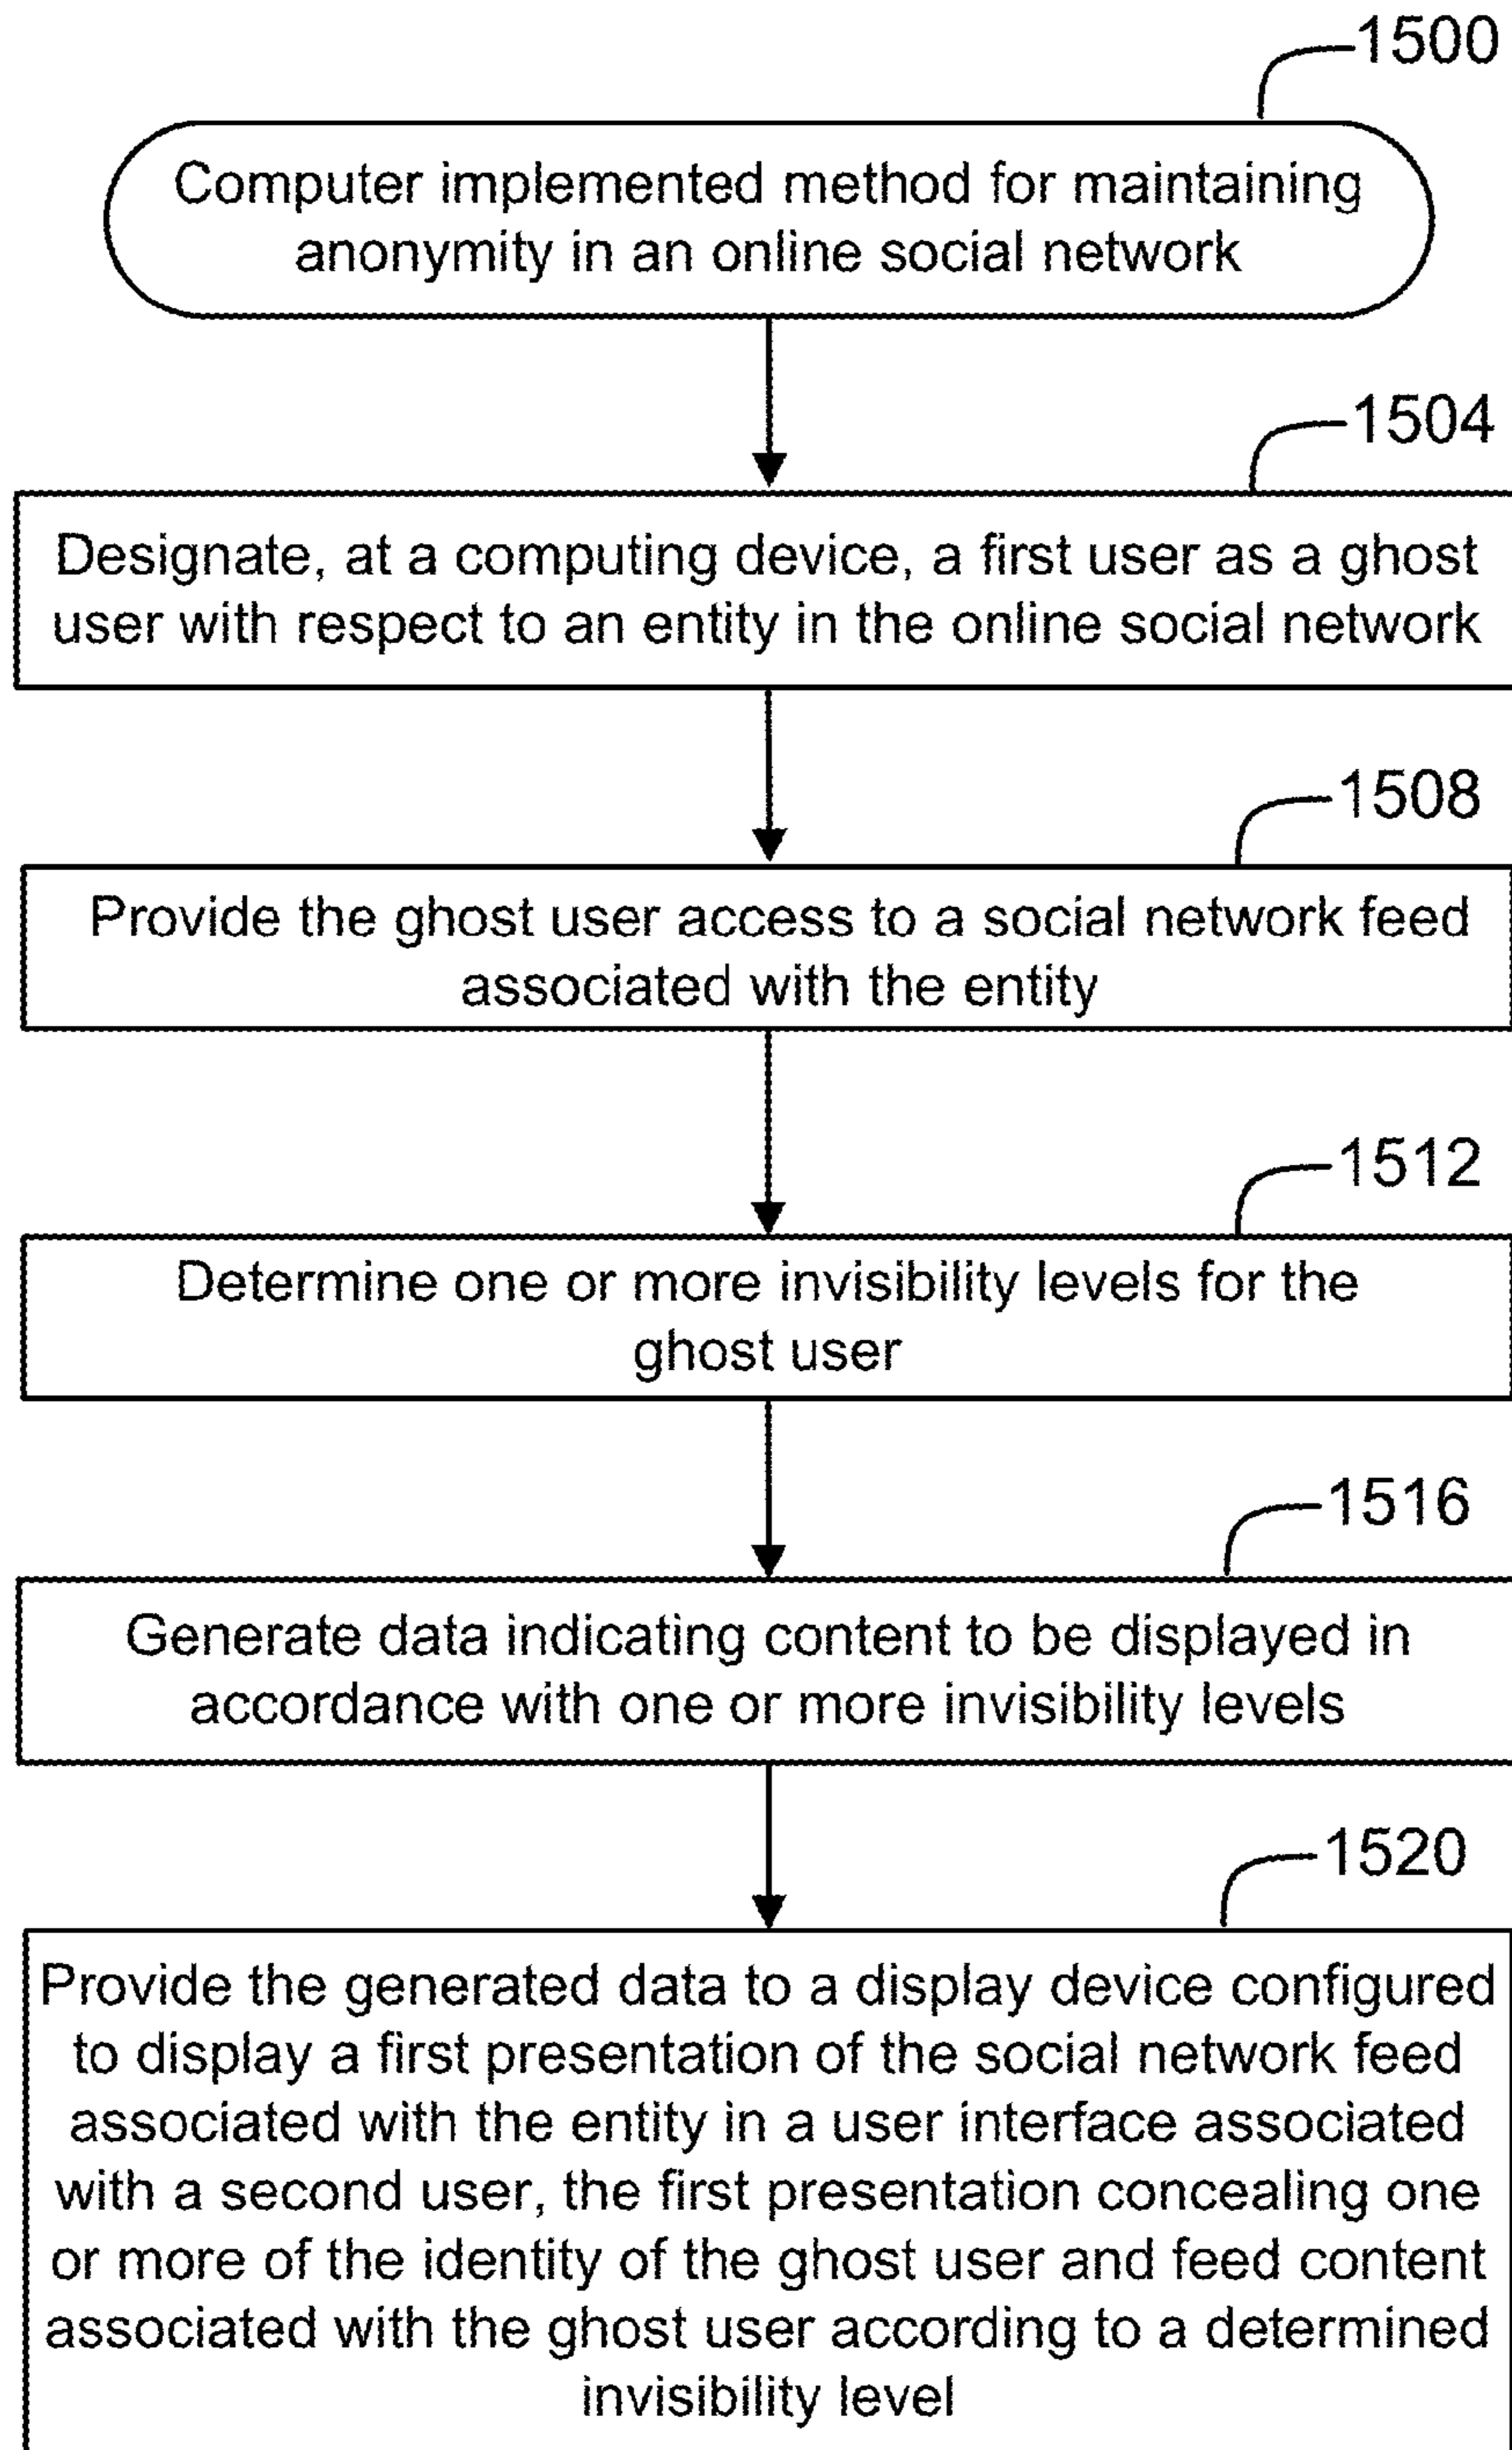 1500
Computer implemented method for maintaining
anonymity in an online social network
1504
Designate, at a computing device, a first user as a ghost
user with respect to an entity in the online social network
1508
Provide the ghost user access to a social network feed
associated with the entity
1512
Determine one or more invisibility levels for the
ghost user
1516
Generate data indicating content to be displayed in
accordance with one or more invisibility levels
1520
Provide the generated data to a display device configured
to display a first presentation of the social network feed
associated with the entity in a user interface associated
with a second user, the first presentation concealing one
or more of the identity of the ghost user and feed content
associated with the ghost user according to a determined
invisibility level